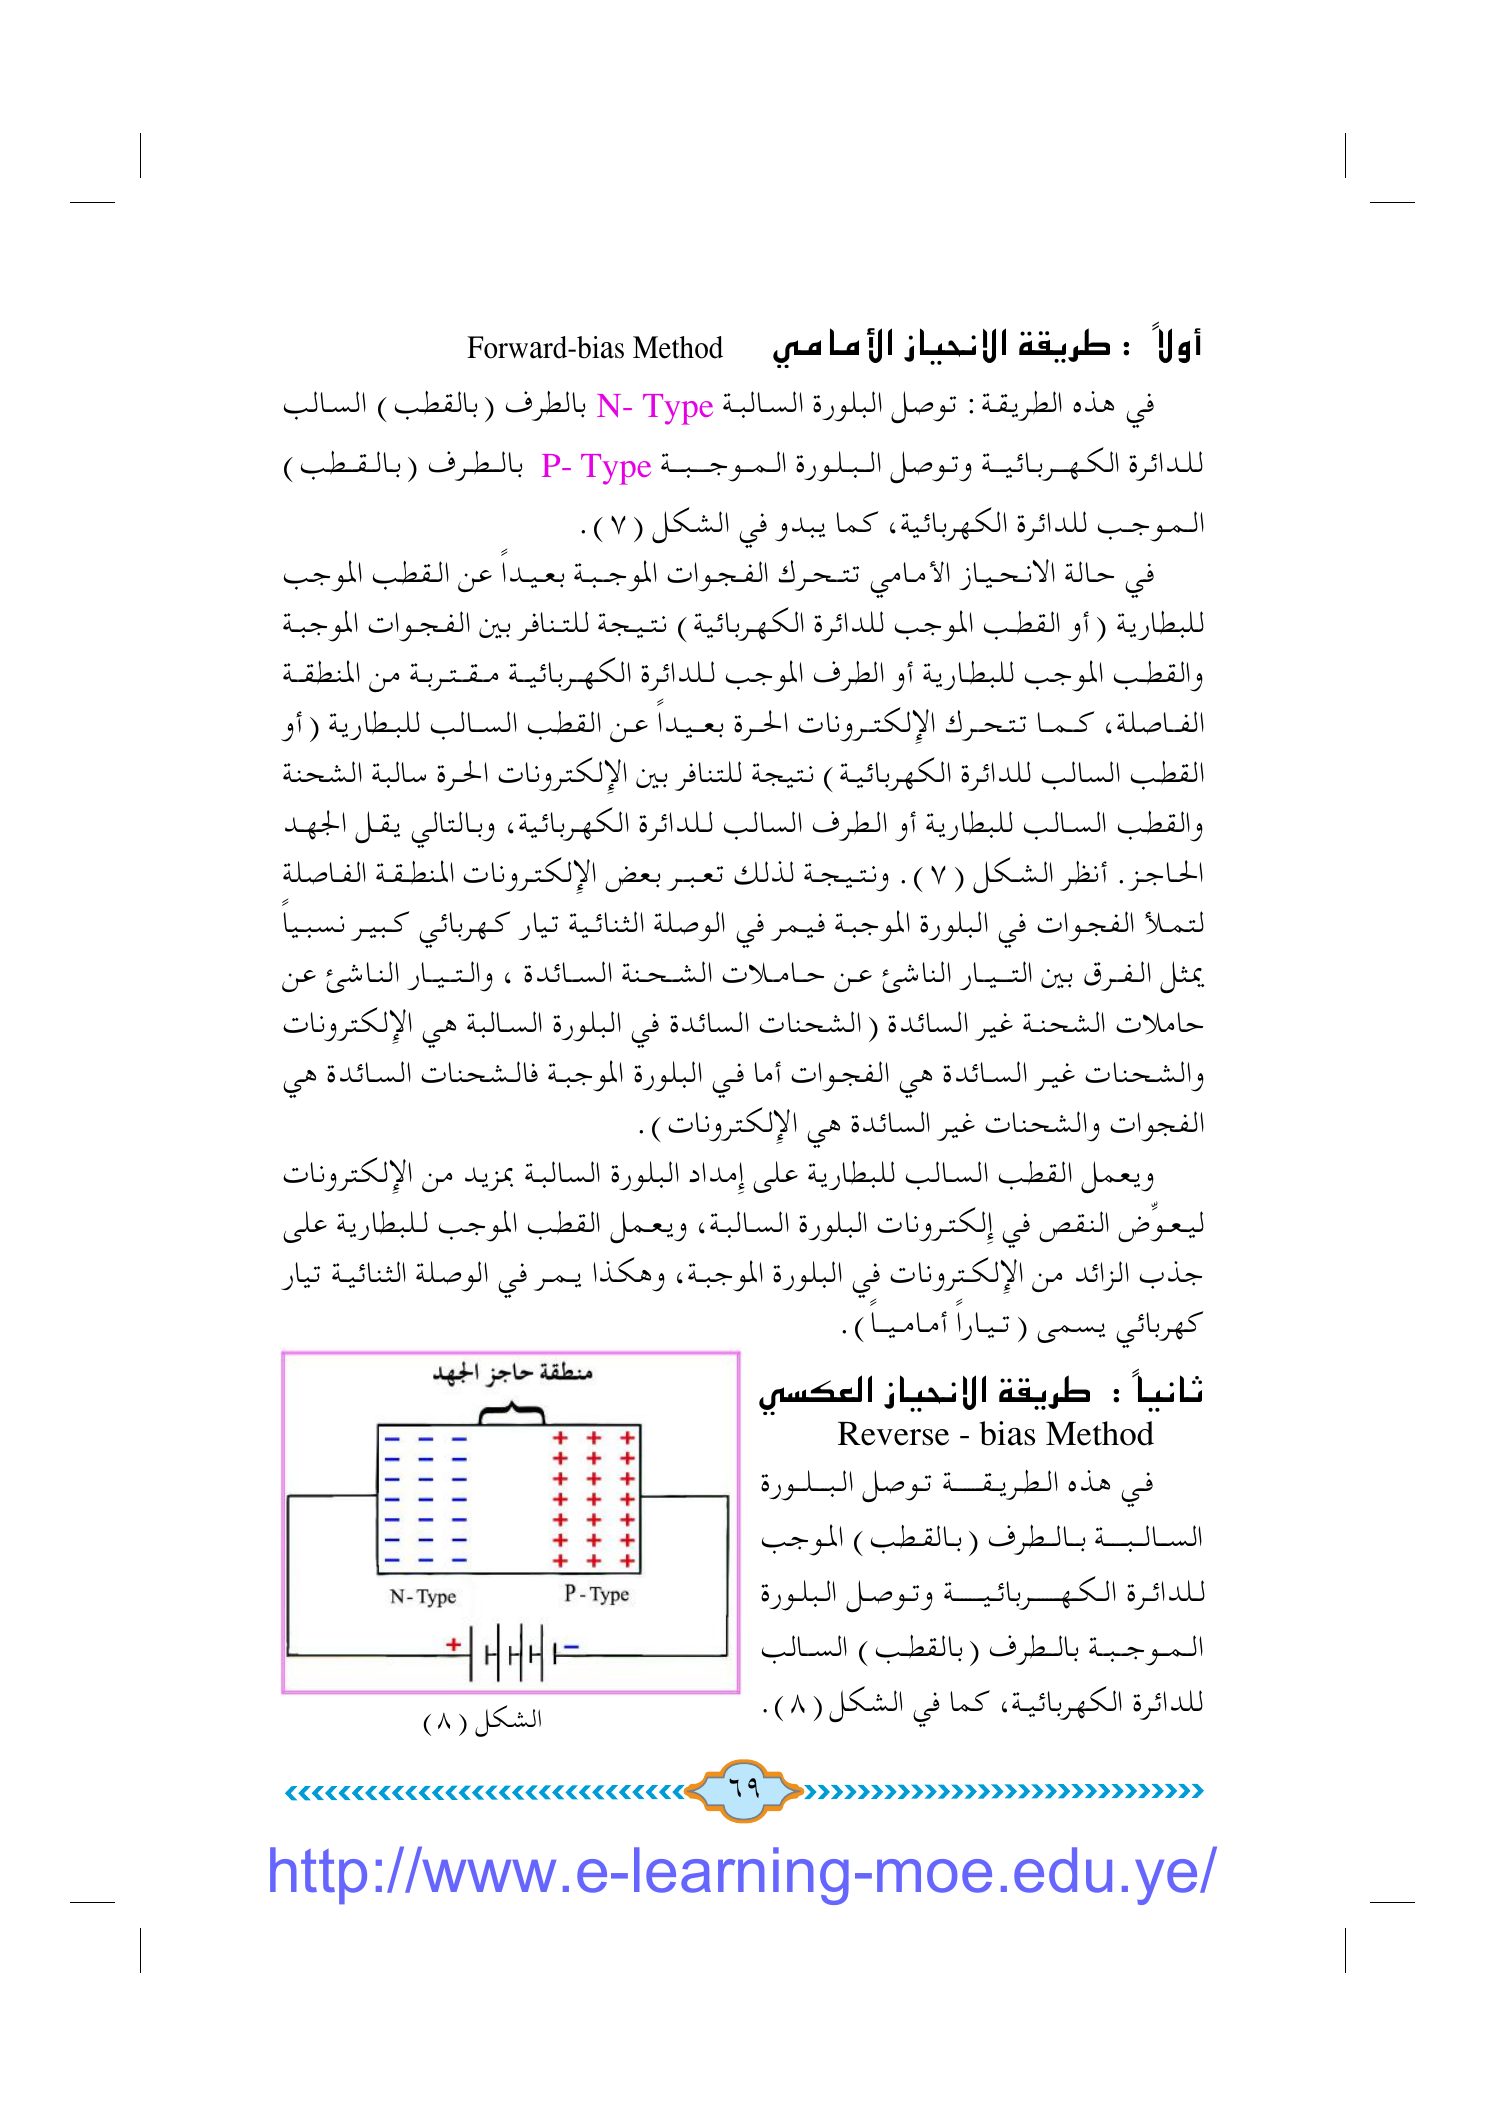 أولاً : طريقة الانحياز الأمامي Forward-bias Method
في هذه الطريقة: توصل البلورة السالبة N- Type بالطرف (بالقطب) السالب
للدائرة الكهربائية وتوصل البلورة الموجبة P- Type بالطرف (بالقطب)
الموجب للدائرة الكهربائية، كما يبدو في الشكل (٧).
في حالة الانحياز الأمامي تتحرك الفجوات الموجبة بعيداً عن القطب الموجب
للبطارية (أو القطب الموجب للدائرة الكهربائية) نتيجة للتنافر بين الفجوات الموجبة
والقطب الموجب للبطارية أو الطرف الموجب للدائرة الكهربائية مقتربة من المنطقة
الفاصلة، كما تتحرك الإلكترونات الحرة بعيداً عن القطب السالب للبطارية (أو
القطب السالب للدائرة الكهربائية) نتيجة للتنافر بين الإلكترونات الحرة سالبة الشحنة
والقطب السالب للبطارية أو الطرف السالب للدائرة الكهربائية، وبالتالي يقل الجهد
الحاجز. أنظر الشكل (٧). ونتيجة لذلك تعبر بعض الإلكترونات المنطقة الفاصلة
لتملأ الفجوات في البلورة الموجبة فيمر في الوصلة الثنائية تيار كهربائي كبير نسبياً
يمثل الفرق بين التيار الناشئ عن حاملات الشحنة السائدة ، والتيار الناشئ عن
حاملات الشحنة غير السائدة (الشحنات السائدة في البلورة السالبة هي الإلكترونات
والشحنات غير السائدة هي الفجوات أما في البلورة الموجبة فالشحنات السائدة هي
الفجوات والشحنات غير السائدة هي الإلكترونات).
ويعمل القطب السالب للبطارية على إمداد البلورة السالبة بمزيد من الإلكترونات
ليعوِّض النقص في إلكترونات البلورة السالبة، ويعمل القطب الموجب للبطارية على
جذب الزائد من الإلكترونات في البلورة الموجبة، وهكذا يمر في الوصلة الثنائية تيار
كهربائي يسمى (تياراً أمامياً).
ثانياً : طريقة الانحياز العكسي
Reverse - bias Method
في هذه الطريقة توصل البلورة
السالبة بالطرف (بالقطب) الموجب
للدائرة الكهربائية وتوصل البلورة
الموجبة بالطرف (بالقطب) السالب
للدائرة الكهربائية، كما في الشكل (٨).
منطقة حاجز الجهد
− − − + + +
− − − + + +
− − − + + +
− − − + + +
− − − + + +
− − − + + +
− − − + + +
N-Type P-Type
+ −
الشكل (٨)
٦٩
http://www.e-learning-moe.edu.ye/